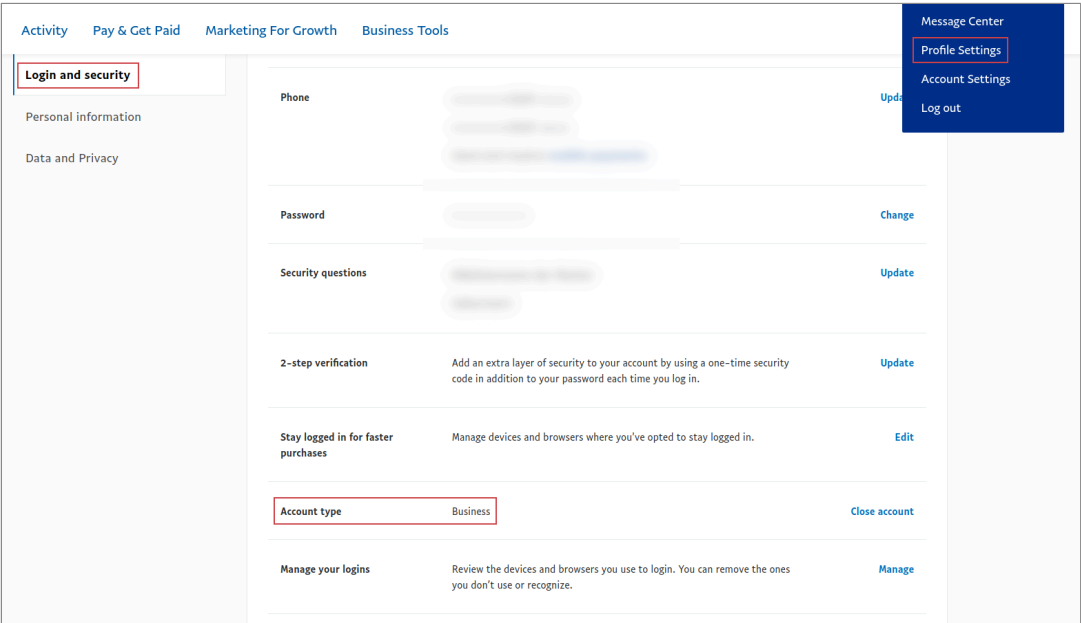 Activity Pay & Get Paid Marketing For Growth Business Tools
Message Center
Profile Settings
Account Settings
Log out
Login and security
Personal information
Data and Privacy
Phone
Password Change
Security questions Update
2-step verification Add an extra layer of security to your account by using a one-time security Update
code in addition to your password each time you log in.
Stay logged in for faster Manage devices and browsers where you've opted to stay logged in. Edit
purchases
Account type Business Close account
Manage your logins Review the devices and browsers you use to login. You can remove the ones Manage
you don't use or recognize.